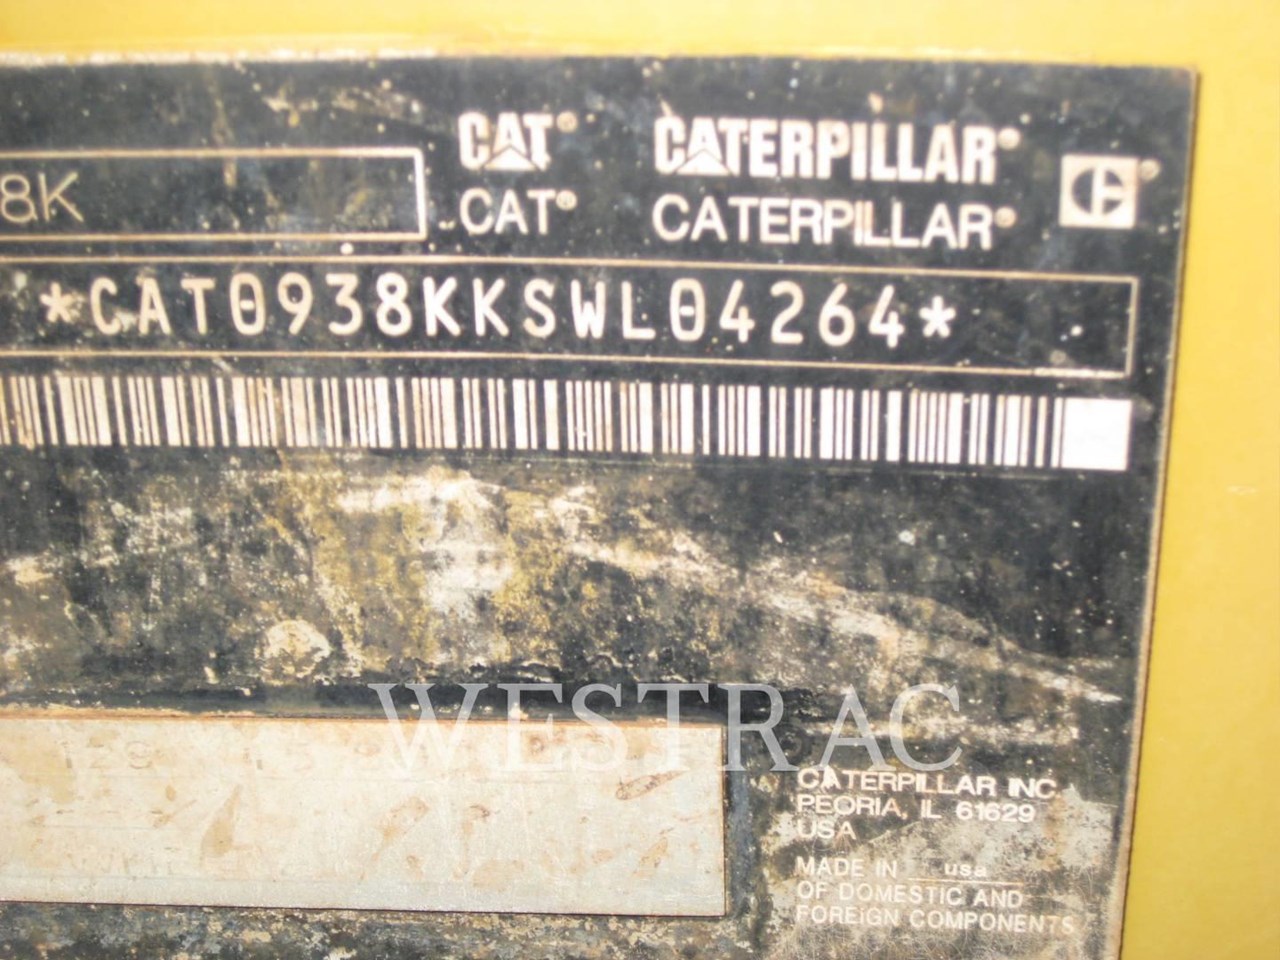 CAT® CATERPILLAR®
8K
CAT® CATERPILLAR®
*CAT0938KKSWL04264*
WESTRAC
CATERPILLAR INC
PEORIA, IL 61629
USA
MADE IN usa
OF DOMESTIC AND
FOREIGN COMPONENTS